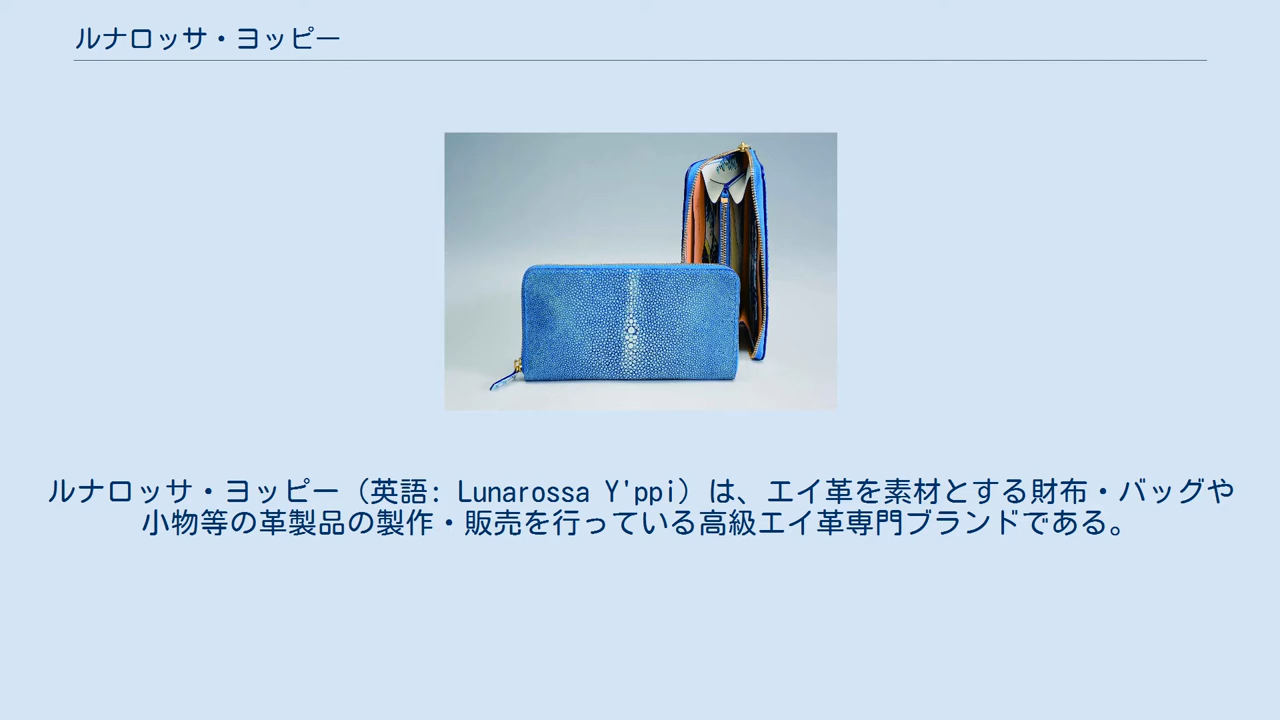 ルナロッサ・ヨッピー
ルナロッサ・ヨッピー（英語: Lunarossa Y'ppi）は、エイ革を素材とする財布・バッグや
小物等の革製品の製作・販売を行っている高級エイ革専門ブランドである。